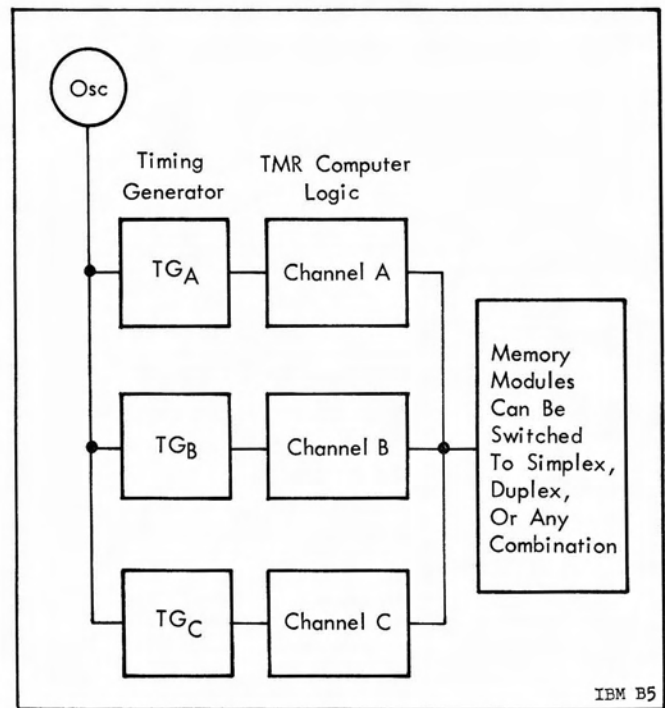 Osc
Timing
Generator
TMR Computer
Logic
TGA
Channel A
TGB
Channel B
TGC
Channel C
Memory
Modules
Can Be
Switched
To Simplex,
Duplex,
Or Any
Combination
IBM B5